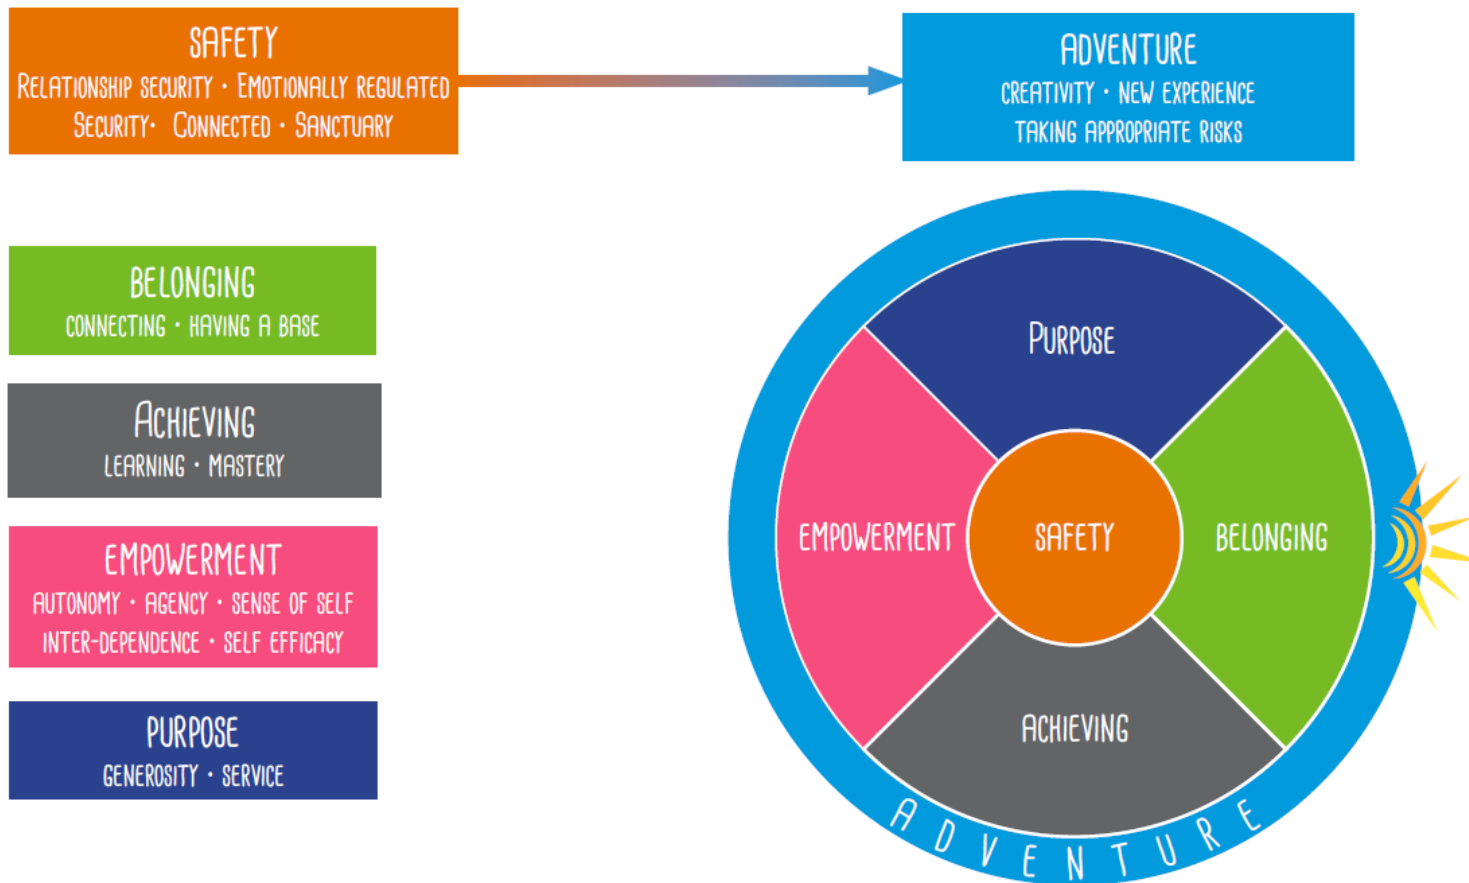 SAFETY
RELATIONSHIP SECURITY · EMOTIONALLY REGULATED
SECURITY· CONNECTED · SANCTUARY
ADVENTURE
CREATIVITY · NEW EXPERIENCE
TAKING APPROPRIATE RISKS
BELONGING
CONNECTING · HAVING A BASE
ACHIEVING
LEARNING · MASTERY
EMPOWERMENT
AUTONOMY · AGENCY · SENSE OF SELF
INTER-DEPENDENCE · SELF EFFICACY
PURPOSE
GENEROSITY · SERVICE
PURPOSE
EMPOWERMENT
SAFETY
BELONGING
ACHIEVING
ADVENTURE